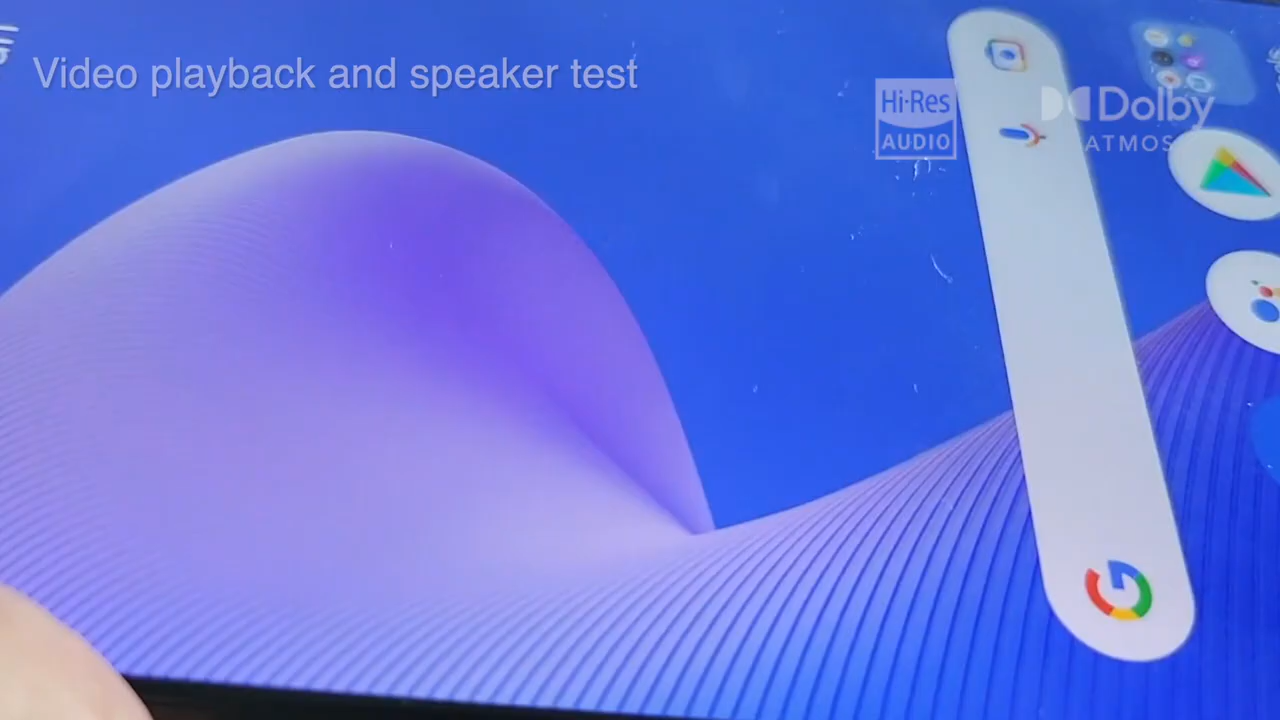 Video playback and speaker test
Hi-Res
AUDIO
Dolby
ATMOS
G